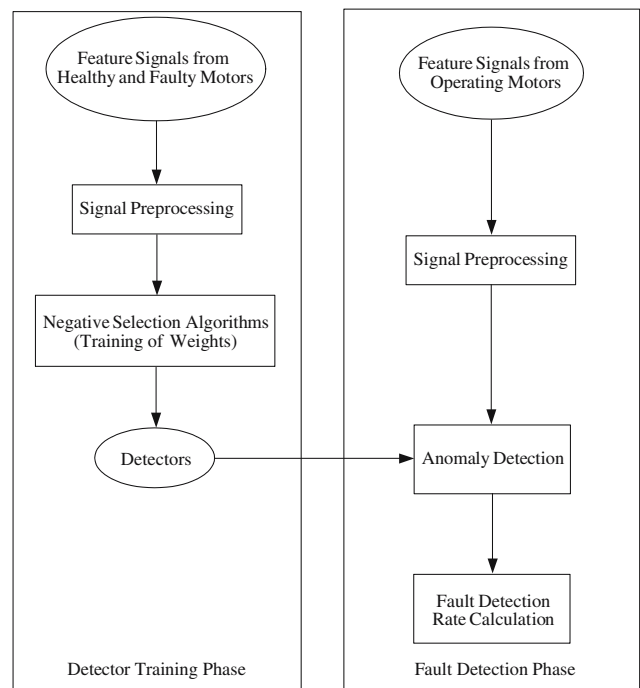 Feature Signals from
Healthy and Faulty Motors
Signal Preprocessing
Negative Selection Algorithms
(Training of Weights)
Detectors
Detector Training Phase
Feature Signals from
Operating Motors
Signal Preprocessing
Anomaly Detection
Fault Detection
Rate Calculation
Fault Detection Phase